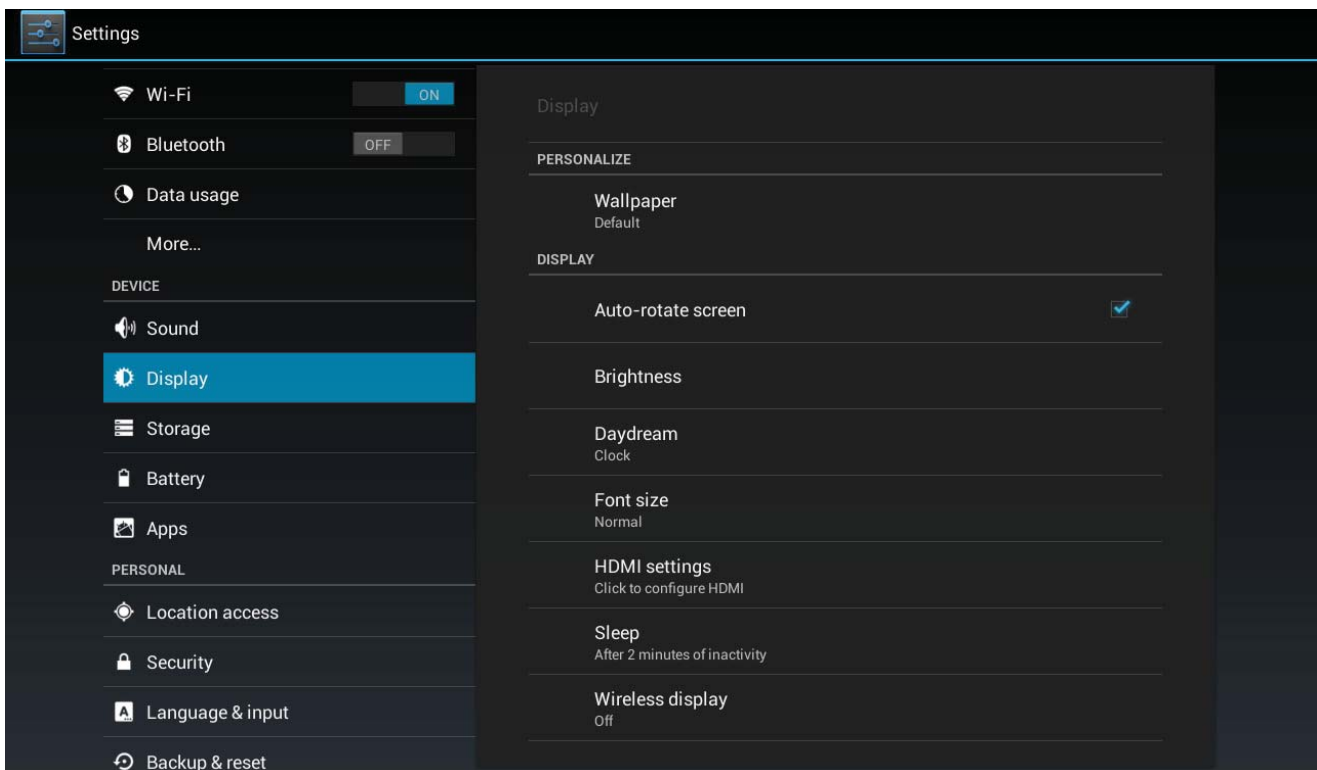 Settings
Wi-Fi
ON
Bluetooth
OFF
Data usage
More...
DEVICE
Sound
Display
Storage
Battery
Apps
PERSONAL
Location access
Security
Language & input
Backup & reset
Display
PERSONALIZE
Wallpaper
Default
DISPLAY
Auto-rotate screen
Brightness
Daydream
Clock
Font size
Normal
HDMI settings
Click to configure HDMI
Sleep
After 2 minutes of inactivity
Wireless display
Off